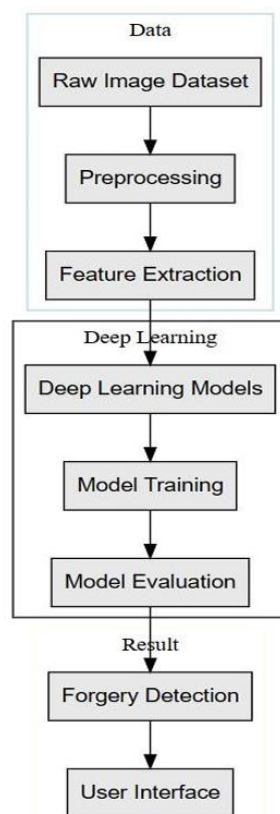 Data
Raw Image Dataset
Preprocessing
Feature Extraction
Deep Learning
Deep Learning Models
Model Training
Model Evaluation
Result
Forgery Detection
User Interface